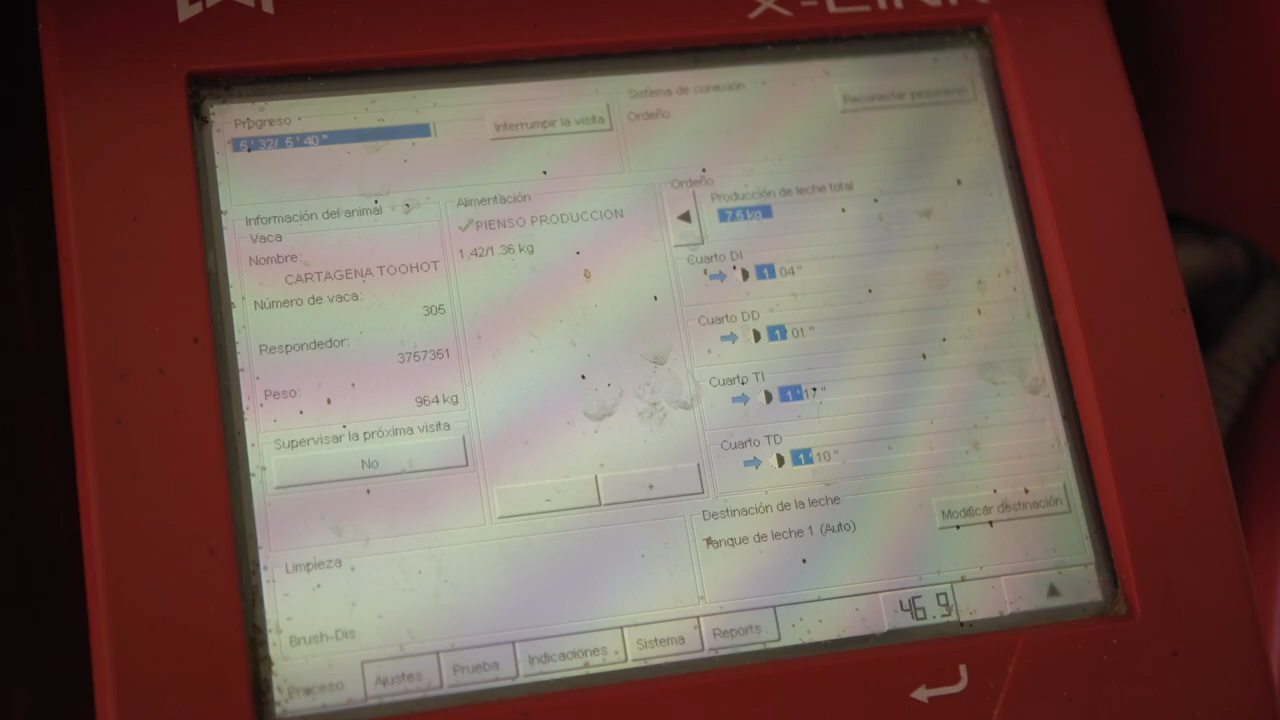 X-LINK
Progreso
5' 32/ 5' 40"
Interrumpir la visita
Sistema de conexión
Ordeño
Reconectar pezoneras
Información del animal
Vaca
Nombre:
CARTAGENA TOOHOT
Número de vaca:
305
Respondedor:
3757351
Peso:
964 kg
Supervisar la próxima visita
No
Alimentación
PIENSO PRODUCCION
1.42/1.36 kg
-
+
Ordeño
Producción de leche total
7.5 kg
Cuarto DI
1' 04"
Cuarto DD
1' 01"
Cuarto TI
1' 17"
Cuarto TD
1' 10"
Destinación de la leche
Tanque de leche 1 (Auto)
Modificar destinación
Limpieza
Brush-Dis
Proceso
Ajustes
Prueba
Indicaciones
Sistema
Reports
46.9